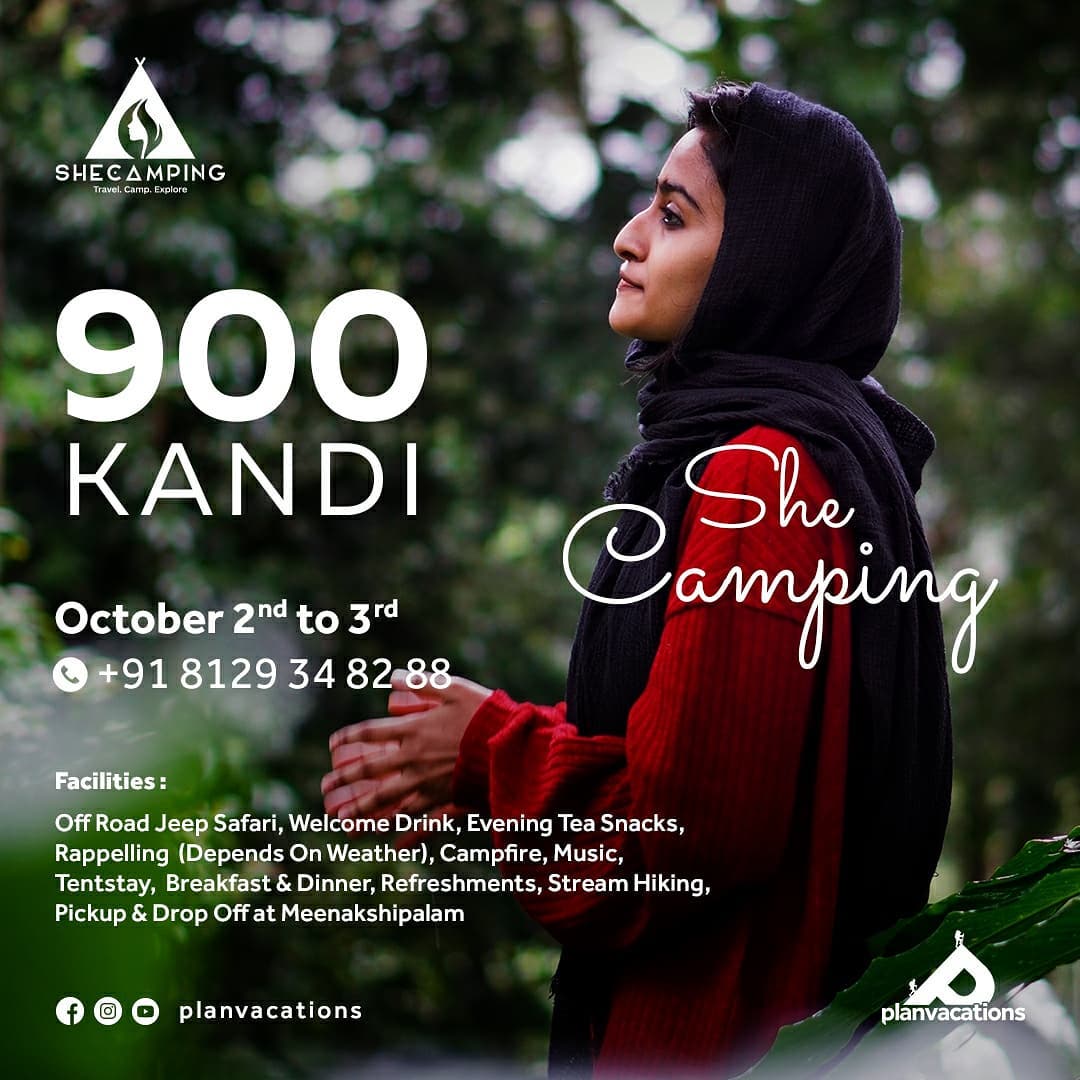 SHECAMPING
Travel. Camp. Explore
900
KANDI
She
Camping
October 2nd to 3rd
+91 8129 34 82 88
Facilities :
Off Road Jeep Safari, Welcome Drink, Evening Tea Snacks,
Rappelling (Depends On Weather), Campfire, Music,
Tentstay, Breakfast & Dinner, Refreshments, Stream Hiking,
Pickup & Drop Off at Meenakshipalam
planvacations
planvacations